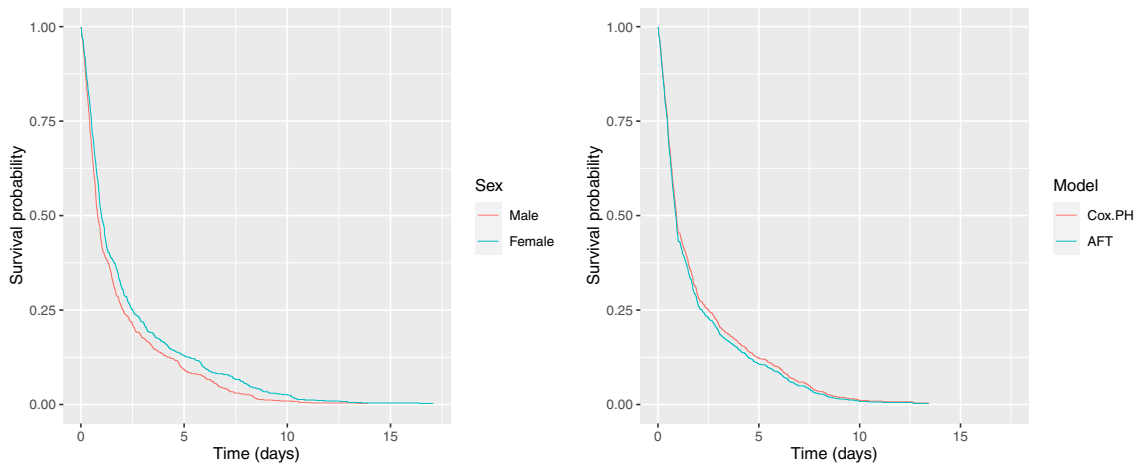 1.00
0.75
0.50
0.25
0.00
Survival probability
0
5
10
15
Time (days)
Sex
Male
Female
1.00
0.75
0.50
0.25
0.00
Survival probability
0
5
10
15
Time (days)
Model
Cox.PH
AFT